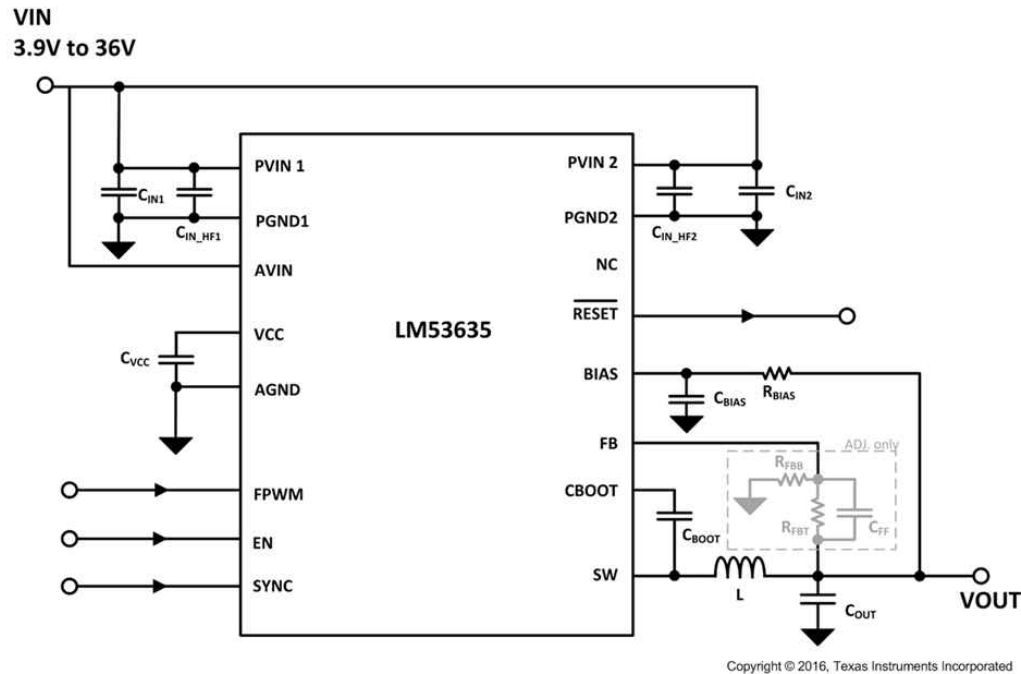 VIN
3.9V to 36V
PVIN 1
PVIN 2
CIN1
CIN2
PGND1
PGND2
CIN_HF1
CIN_HF2
AVIN
NC
LM53635
RESET
VCC
CVCC
BIAS
RBIAS
CBIAS
AGND
FB
ADJ. only
RFBB
FPWM
CBOOT
RFBT
CFF
CBOOT
EN
SYNC
SW
L
COUT
VOUT
Copyright © 2016, Texas Instruments Incorporated